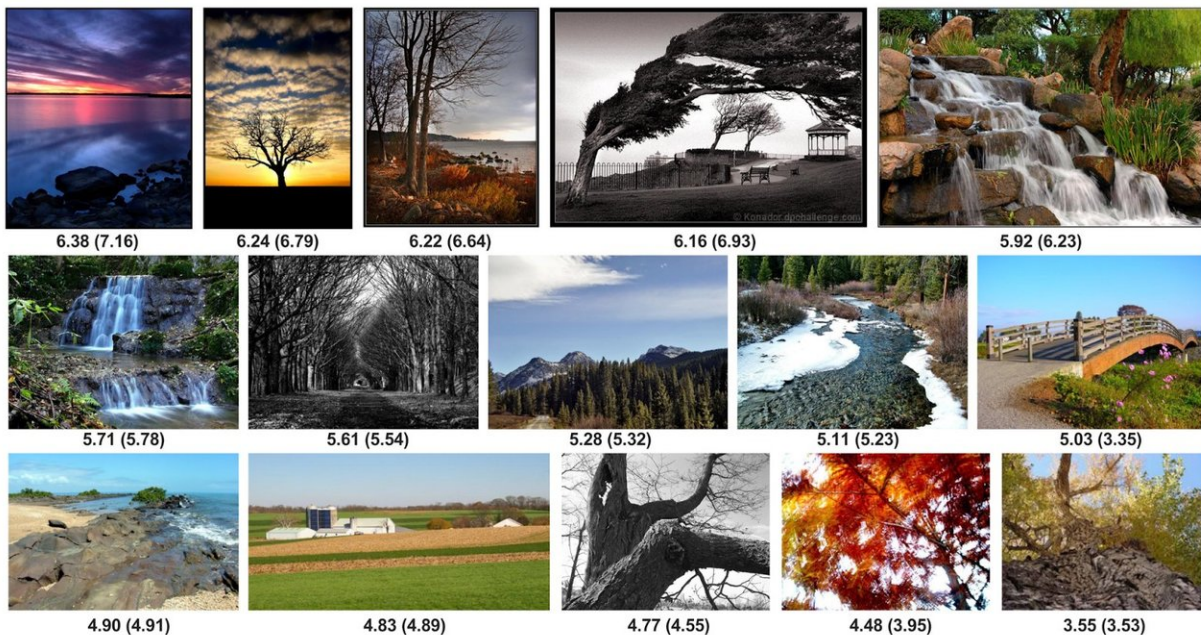 © Konador.dpchallenge.com
6.38 (7.16) 6.24 (6.79) 6.22 (6.64) 6.16 (6.93) 5.92 (6.23)
5.71 (5.78) 5.61 (5.54) 5.28 (5.32) 5.11 (5.23) 5.03 (3.35)
4.90 (4.91) 4.83 (4.89) 4.77 (4.55) 4.48 (3.95) 3.55 (3.53)